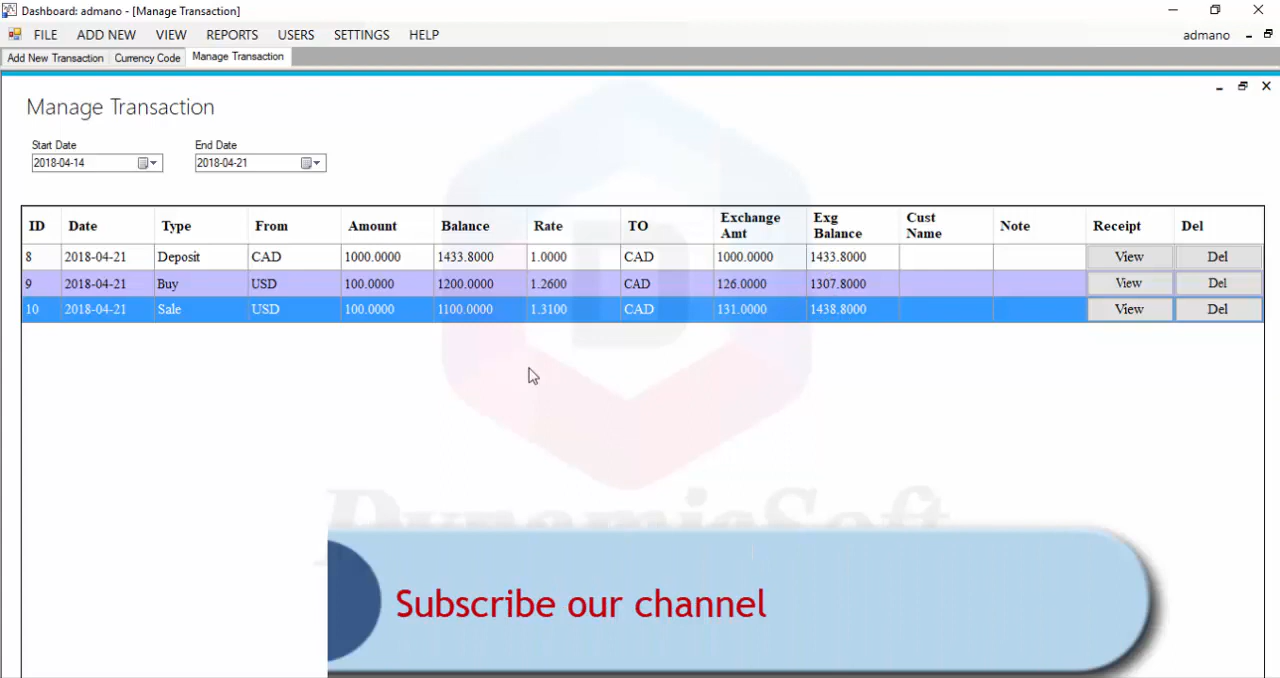 Dashboard: admano - [Manage Transaction]
FILE ADD NEW VIEW REPORTS USERS SETTINGS HELP admano
Add New Transaction Currency Code Manage Transaction
Manage Transaction
Start Date End Date
2018-04-14 2018-04-21
ID Date Type From Amount Balance Rate TO Exchange Amt Exg Balance Cust Name Note Receipt Del
8 2018-04-21 Deposit CAD 1000.0000 1433.8000 1.0000 CAD 1000.0000 1433.8000 View Del
9 2018-04-21 Buy USD 100.0000 1200.0000 1.2600 CAD 126.0000 1307.8000 View Del
10 2018-04-21 Sale USD 100.0000 1100.0000 1.3100 CAD 131.0000 1438.8000 View Del
D
DynamicSoft
Subscribe our channel